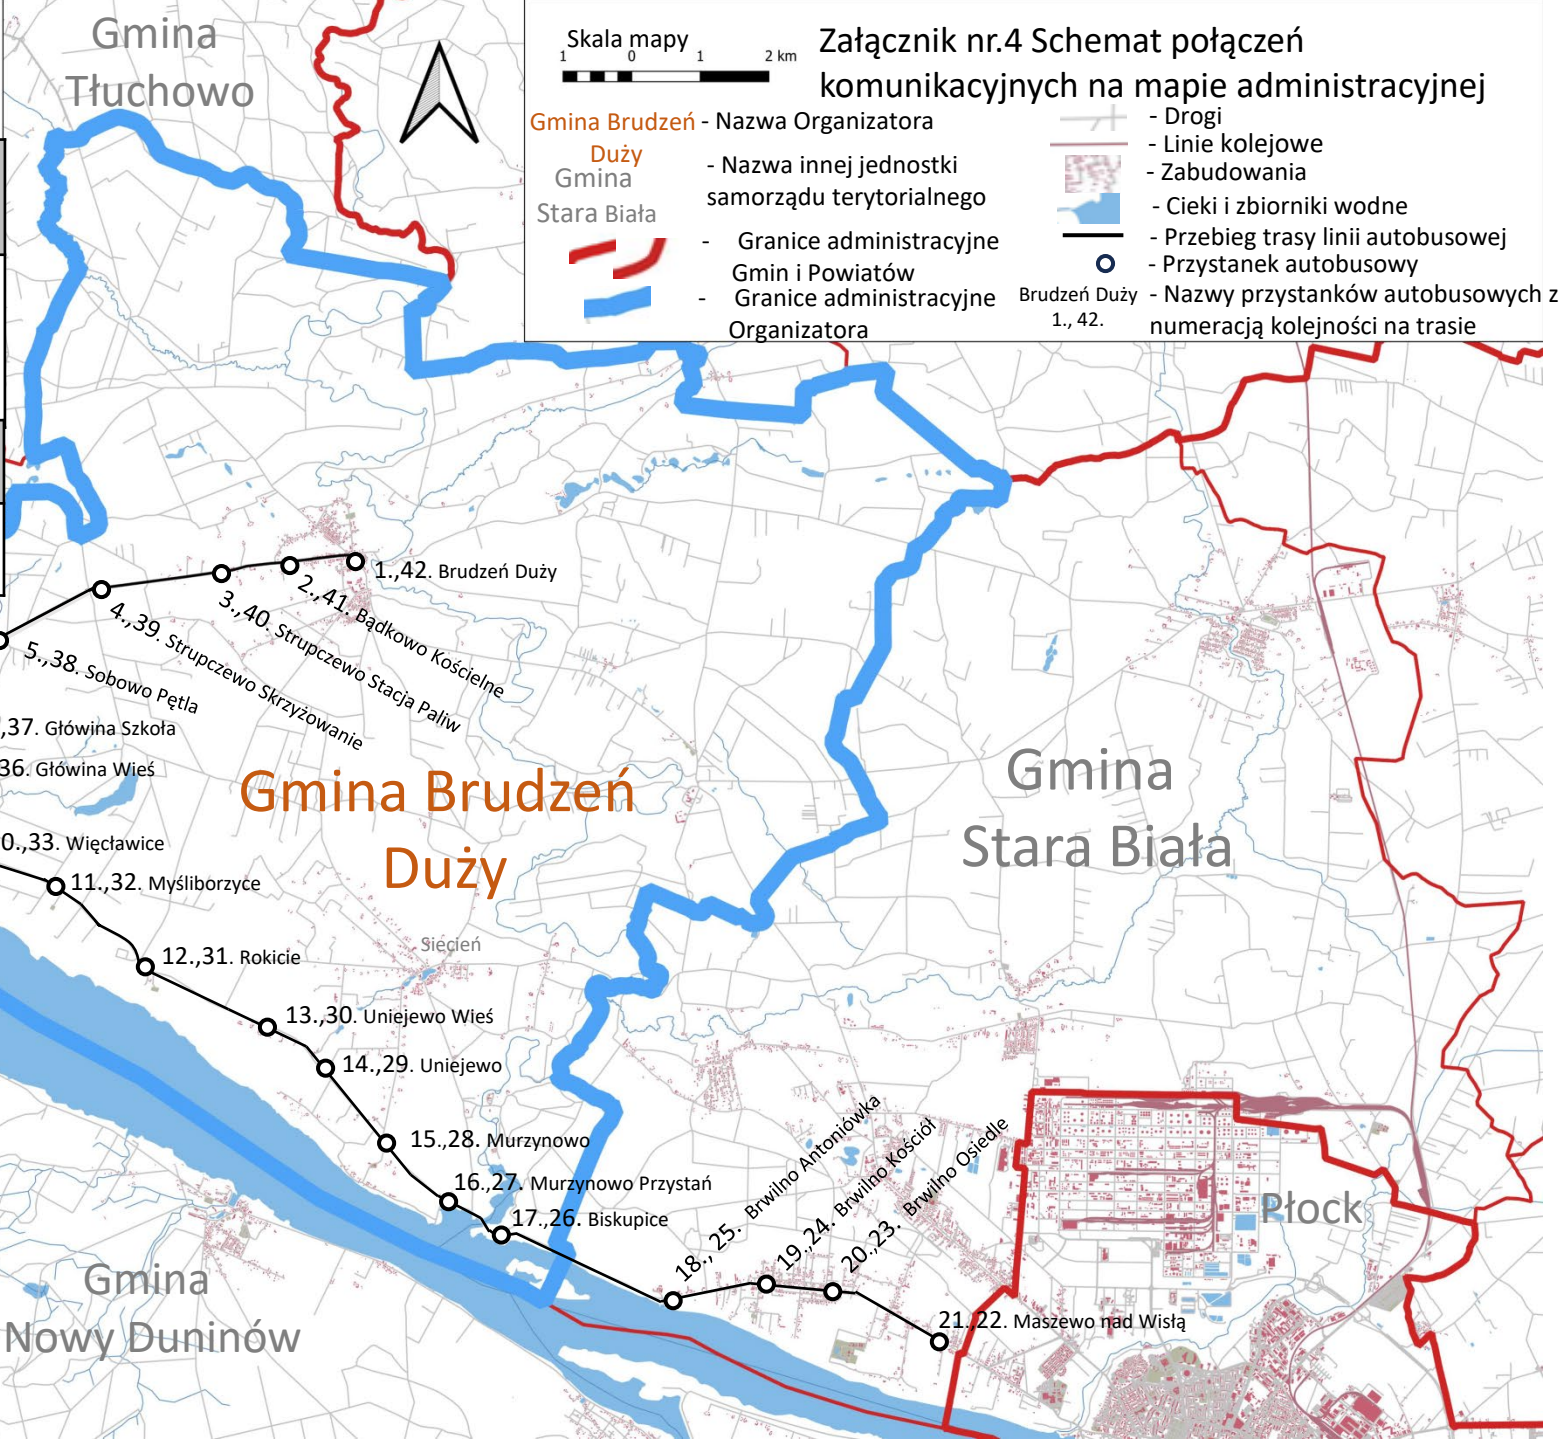 Gmina
Tłuchowo
Skala mapy
1 0 1 2 km
Załącznik nr.4 Schemat połączeń
komunikacyjnych na mapie administracyjnej
Gmina Brudzeń
Duży
- Nazwa Organizatora
Gmina
Stara Biała
- Nazwa innej jednostki
samorządu terytorialnego
- Granice administracyjne
Gmin i Powiatów
- Granice administracyjne
Organizatora
- Drogi
- Linie kolejowe
- Zabudowania
- Cieki i zbiorniki wodne
- Przebieg trasy linii autobusowej
- Przystanek autobusowy
Brudzeń Duży
1., 42.
- Nazwy przystanków autobusowych z
numeracją kolejności na trasie
1.,42. Brudzeń Duży
2.,41. Bądkowo Kościelne
3.,40. Strupczewo Stacja Paliw
4.,39. Strupczewo Skrzyżowanie
5.,38. Sobowo Pętla
,37. Główina Szkoła
36. Główina Wieś
Gmina Brudzeń
Duży
Gmina
Stara Biała
0.,33. Więcławice
11.,32. Myśliborzyce
12.,31. Rokicie
Siecień
13.,30. Uniejewo Wieś
14.,29. Uniejewo
15.,28. Murzynowo
16.,27. Murzynowo Przystań
17.,26. Biskupice
18., 25. Brwilno Antoniówka
19.,24. Brwilno Kościół
20.,23. Brwilno Osiedle
21.,22. Maszewo nad Wisłą
Płock
Gmina
Nowy Duninów